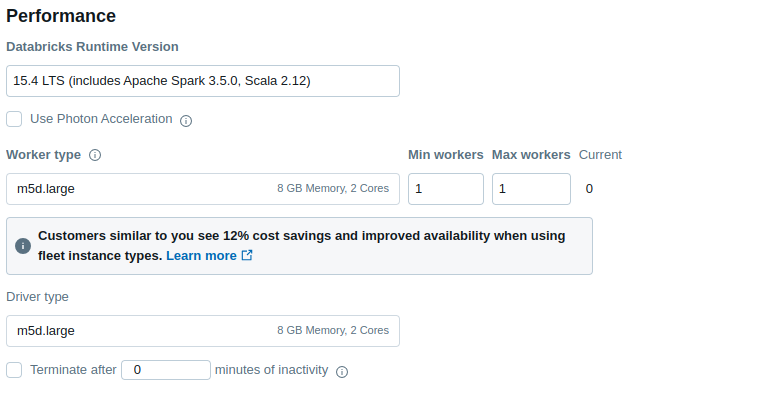 Performance
Databricks Runtime Version
15.4 LTS (includes Apache Spark 3.5.0, Scala 2.12)
Use Photon Acceleration
Worker type Min workers Max workers Current
m5d.large 8 GB Memory, 2 Cores 1 1 0
Customers similar to you see 12% cost savings and improved availability when using
fleet instance types. Learn more
Driver type
m5d.large 8 GB Memory, 2 Cores
Terminate after 0 minutes of inactivity